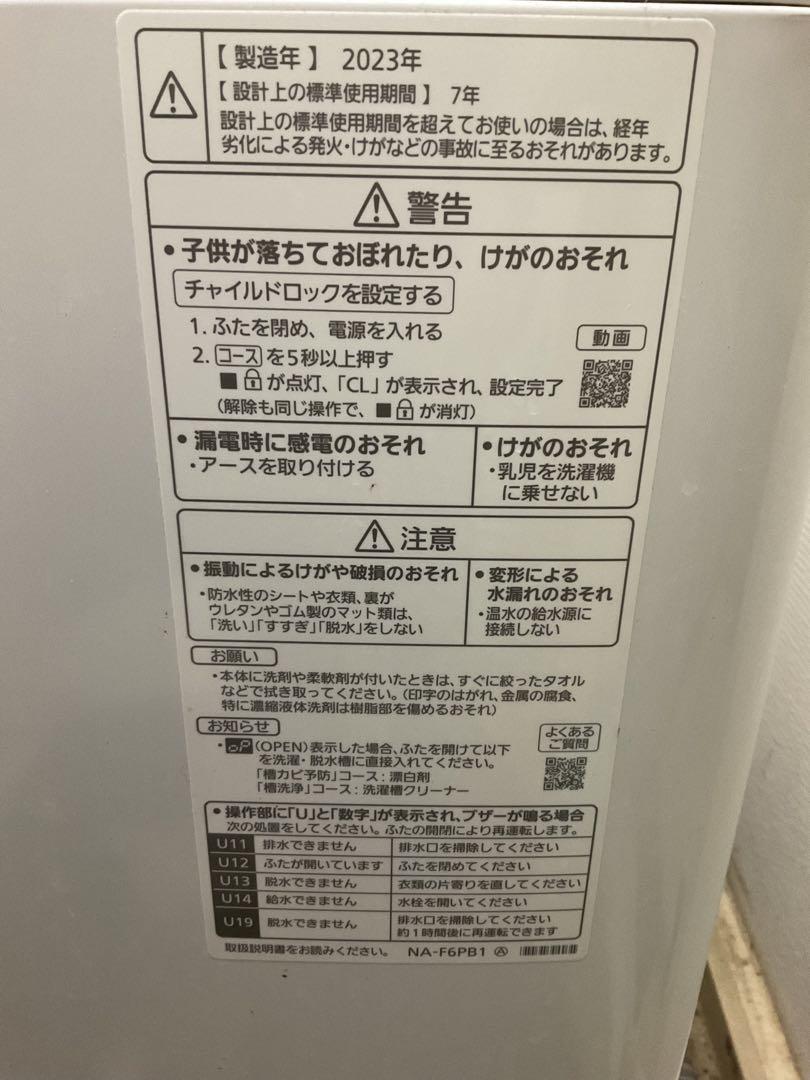 【製造年】 2023年
【設計上の標準使用期間】 7年
設計上の標準使用期間を超えてお使いの場合は、経年
劣化による発火・けがなどの事故に至るおそれがあります。
警告
・子供が落ちておぼれたり、けがのおそれ
チャイルドロックを設定する
1. ふたを閉め、電源を入れる
2. コースを5秒以上押す
■が点灯、「CL」が表示され、設定完了
(解除も同じ操作で、■が消灯)
動画
・漏電時に感電のおそれ
・アースを取り付ける
・けがのおそれ
・乳児を洗濯機
に乗せない
注意
・振動によるけがや破損のおそれ
・防水性のシートや衣類、裏が
ウレタンやゴム製のマット類は、
「洗い」「すすぎ」「脱水」をしない
・変形による
水漏れのおそれ
・温水の給水源に
接続しない
お願い
・本体に洗剤や柔軟剤が付いたときは、すぐに絞ったタオル
などで拭き取ってください。(印字のはがれ、金属の腐食、
特に濃縮液体洗剤は樹脂部を傷めるおそれ)
お知らせ
・oP(OPEN)表示した場合、ふたを開けて以下
を洗濯・脱水槽に直接入れてください。
「槽カビ予防」コース:漂白剤
「槽洗浄」コース:洗濯槽クリーナー
よくある
ご質問
・操作部に「U」と「数字」が表示され、ブザーが鳴る場合
次の処置をしてください。ふたの開閉により再運転します。
U11 排水できません 排水口を掃除してください
U12 ふたが開いています ふたを閉めてください
U13 脱水できません 衣類の片寄りを直してください
U14 給水できません 水栓を開いてください
U19 脱水できません 排水口を掃除してください
約1時間後に再運転できます
取扱説明書をお読みください。 NA-F6PB1 Ⓐ